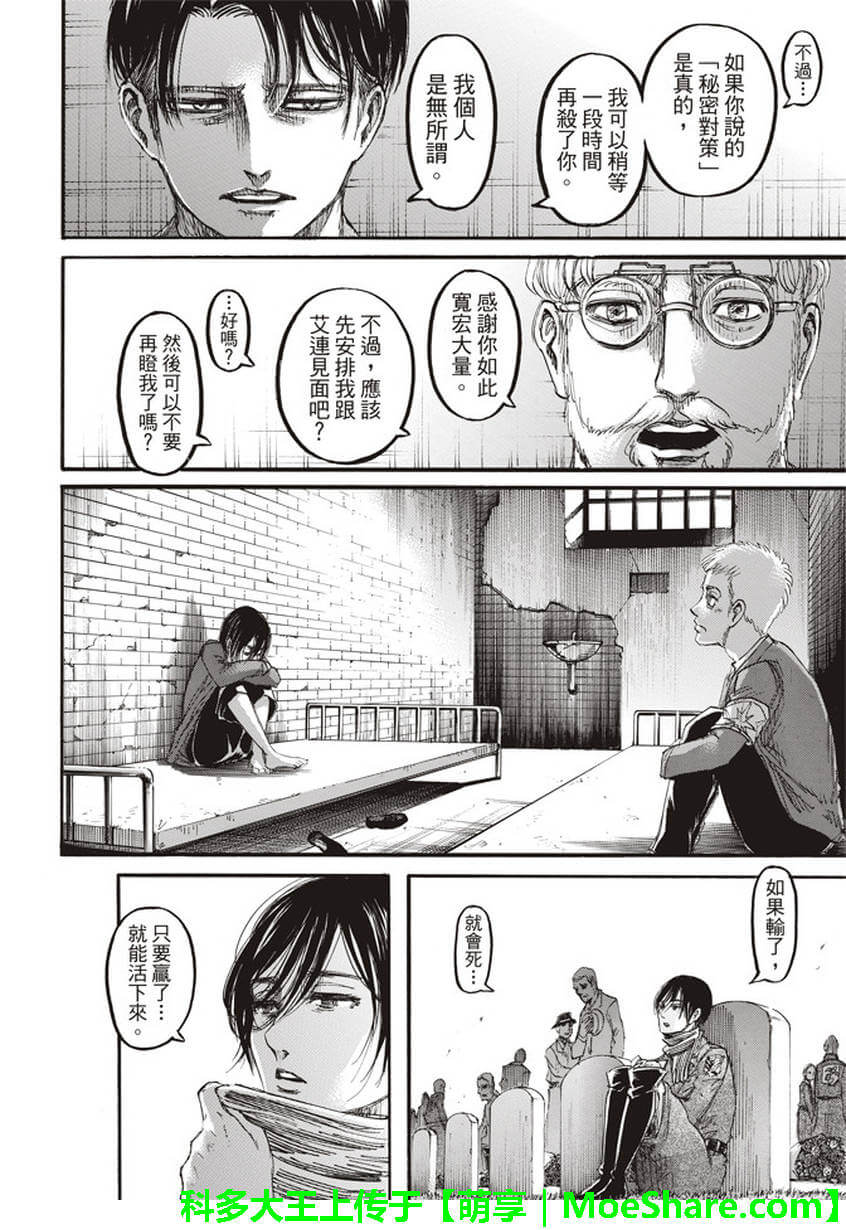 不過…
如果你說的
「秘密對策」
是真的，
我可以稍等
一段時間
再殺了你。
我個人
是無所謂。
感謝你如此
寬宏大量。
不過，應該
先安排我跟
艾連見面吧？
…好嗎？
然後可以不要
再瞪我了嗎？
如果輸了，
…就會死。
只要贏了…
就能活下來。
科多大王上传于【萌享 | MoeShare.com】